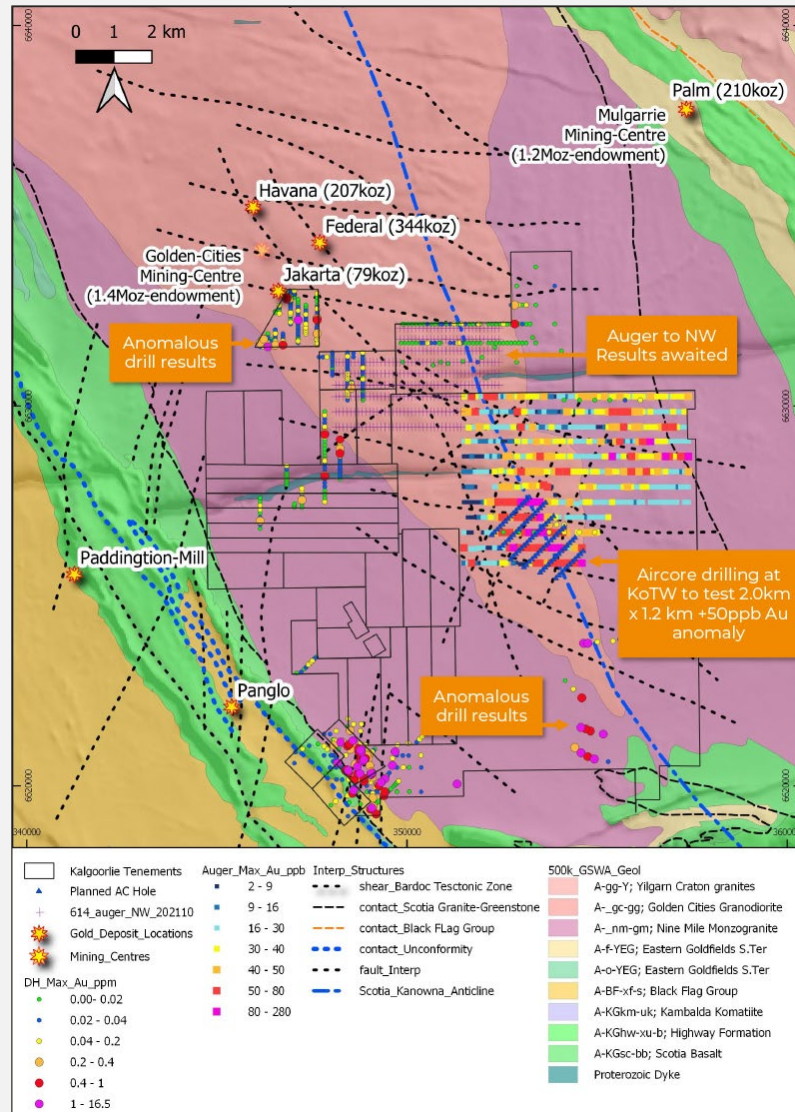 6640000
6640000
0 1 2 km
Palm (210koz)
Mulgarrie
Mining-Centre
(1.2Moz-endowment)
Havana (207koz)
Federal (344koz)
Golden-Cities
Mining-Centre
(1.4Moz-endowment)
Jakarta (79koz)
Anomalous
drill results
Auger to NW
Results awaited
6630000
6630000
Paddington-Mill
Aircore drilling at
KoTW to test 2.0km
x 1.2 km +50ppb Au
anomaly
Panglo
Anomalous
drill results
6620000
6620000
340000
350000
360000
Kalgoorlie Tenements
Planned AC Hole
614_auger_NW_202110
Gold_Deposit_Locations
Mining_Centres
DH_Max_Au_ppm
0.00- 0.02
0.02 - 0.04
0.04 - 0.2
0.2 - 0.4
0.4 - 1
1 - 16.5
Auger_Max_Au_ppb
2 - 9
9 - 16
16 - 30
30 - 40
40 - 50
50 - 80
80 - 280
Interp_Structures
shear_Bardoc Tesctonic Zone
contact_Scotia Granite-Greenstone
contact_Black FLag Group
contact_Unconformity
fault_Interp
Scotia_Kanowna_Anticline
500k_GSWA_Geol
A-gg-Y; Yilgarn Craton granites
A-_gc-gg; Golden Cities Granodiorite
A-_nm-gm; Nine Mile Monzogranite
A-f-YEG; Eastern Goldfields S.Ter
A-o-YEG; Eastern Goldfields S.Ter
A-BF-xf-s; Black Flag Group
A-KGkm-uk; Kambalda Komatiite
A-KGhw-xu-b; Highway Formation
A-KGsc-bb; Scotia Basalt
Proterozoic Dyke